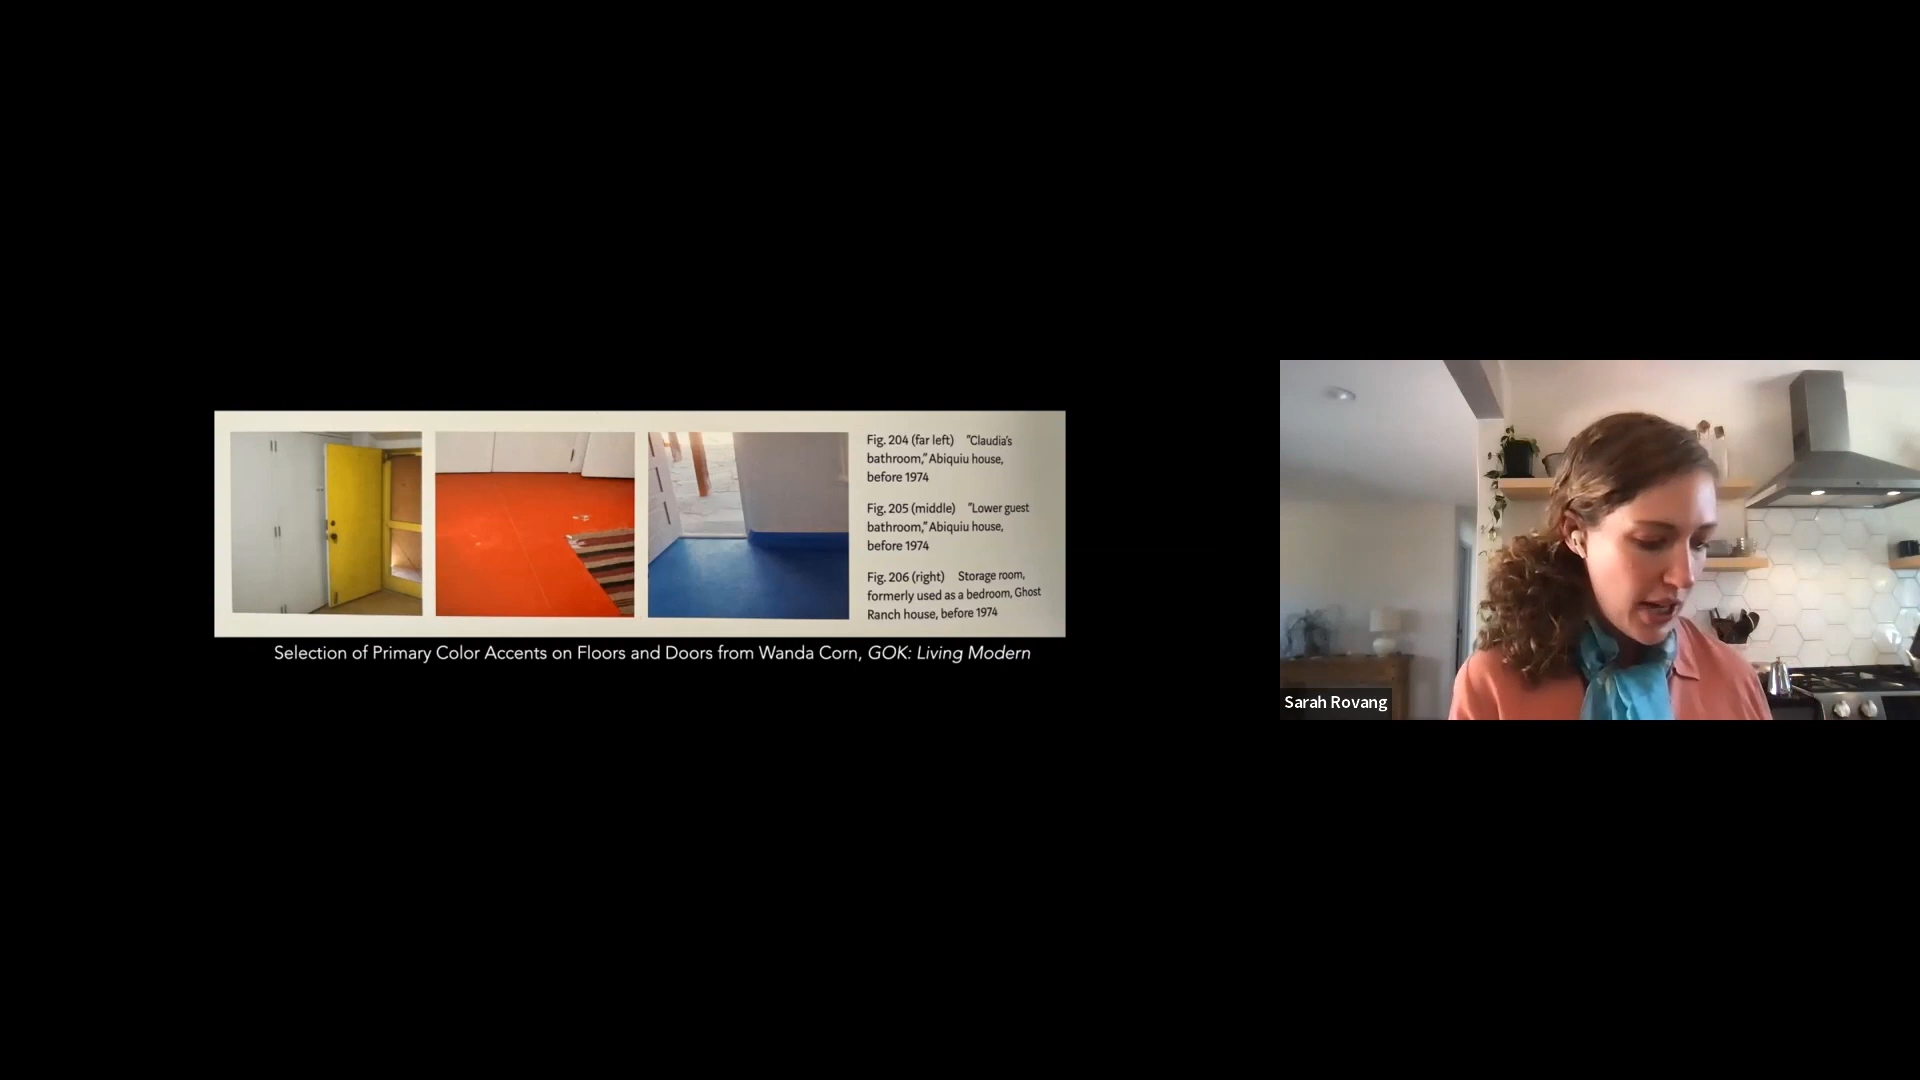 Fig. 204 (far left) "Claudia's
bathroom," Abiquiu house,
before 1974
Fig. 205 (middle) "Lower guest
bathroom," Abiquiu house,
before 1974
Fig. 206 (right) Storage room,
formerly used as a bedroom, Ghost
Ranch house, before 1974
Selection of Primary Color Accents on Floors and Doors from Wanda Corn, GOK: Living Modern
Sarah Rovang